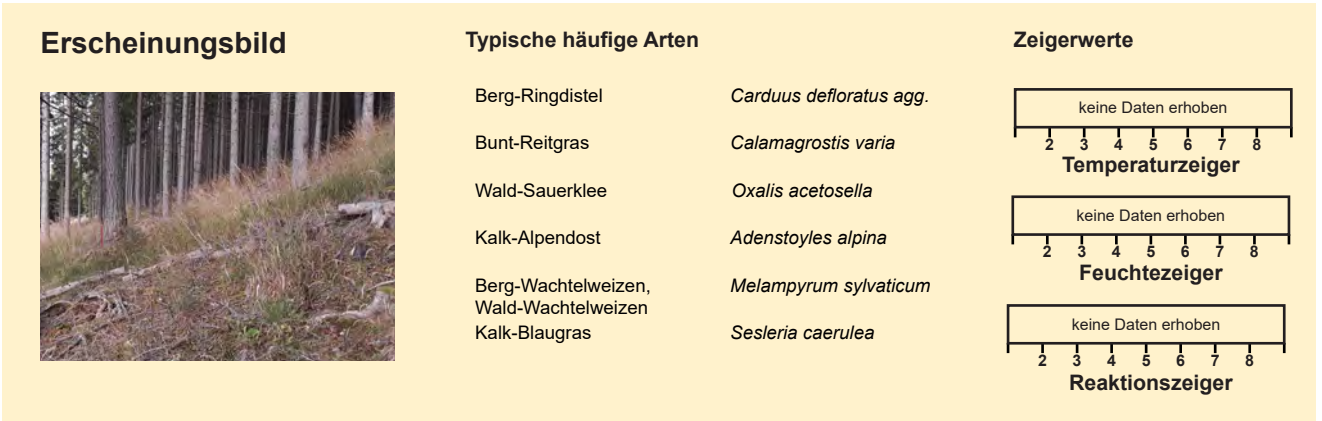 Erscheinungsbild
Typische häufige Arten
Berg-Ringdistel Carduus defloratus agg.
Bunt-Reitgras Calamagrostis varia
Wald-Sauerklee Oxalis acetosella
Kalk-Alpendost Adenstoyles alpina
Berg-Wachtelweizen, Melampyrum sylvaticum
Wald-Wachtelweizen
Kalk-Blaugras Sesleria caerulea
Zeigerwerte
keine Daten erhoben
2 3 4 5 6 7 8
Temperaturzeiger
keine Daten erhoben
2 3 4 5 6 7 8
Feuchtezeiger
keine Daten erhoben
2 3 4 5 6 7 8
Reaktionszeiger